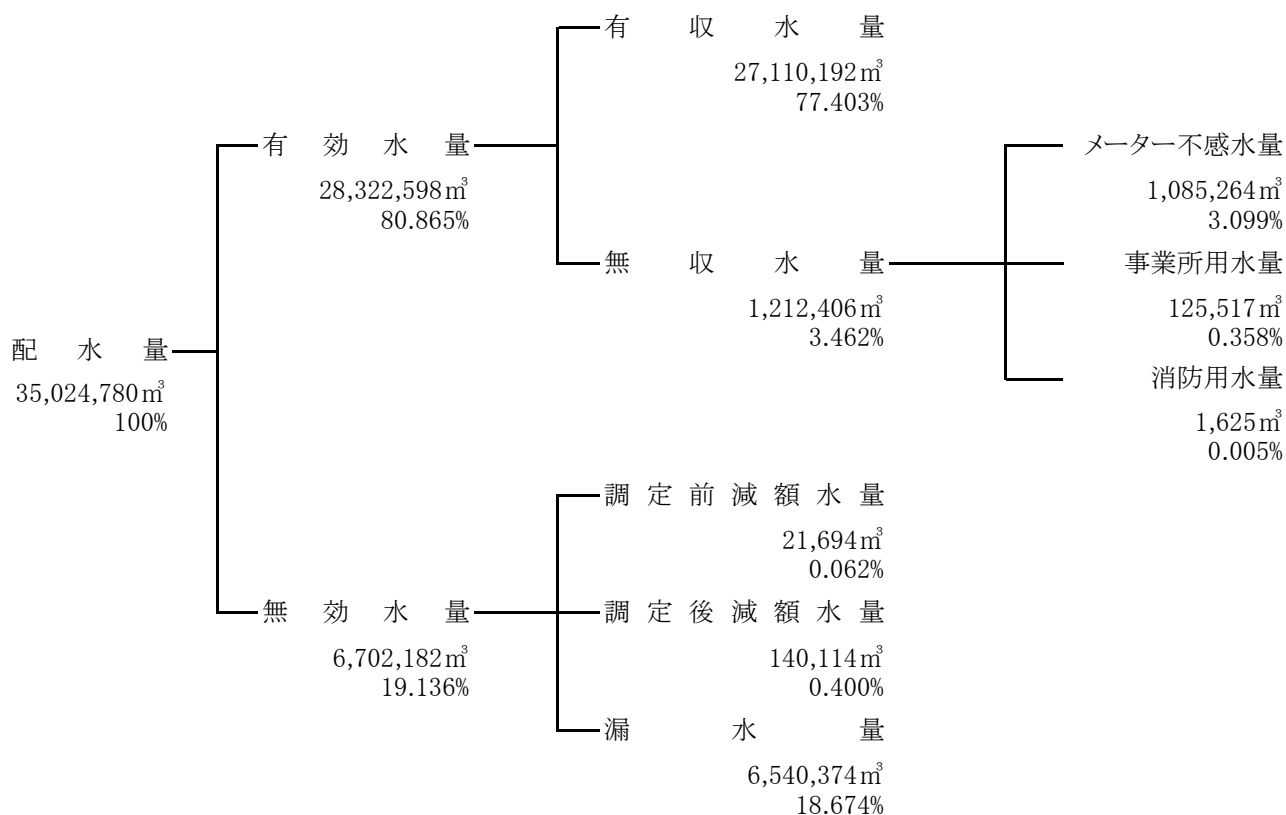 有収水量
27,110,192㎥
77.403%
有効水量
28,322,598㎥
80.865%
メーター不感水量
1,085,264㎥
3.099%
無収水量
1,212,406㎥
3.462%
事業所用水量
125,517㎥
0.358%
配水量
35,024,780㎥
100%
消防用水量
1,625㎥
0.005%
調定前減額水量
21,694㎥
0.062%
無効水量
6,702,182㎥
19.136%
調定後減額水量
140,114㎥
0.400%
漏水量
6,540,374㎥
18.674%